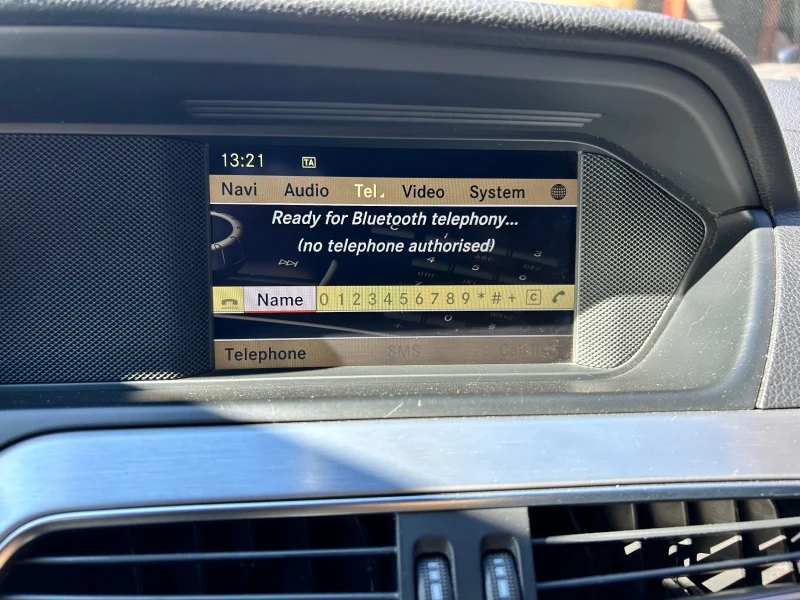 13:21 TA
Navi Audio Tel Video System
Ready for Bluetooth telephony...
(no telephone authorised)
Name 0 1 2 3 4 5 6 7 8 9 * # + C
Telephone SMS